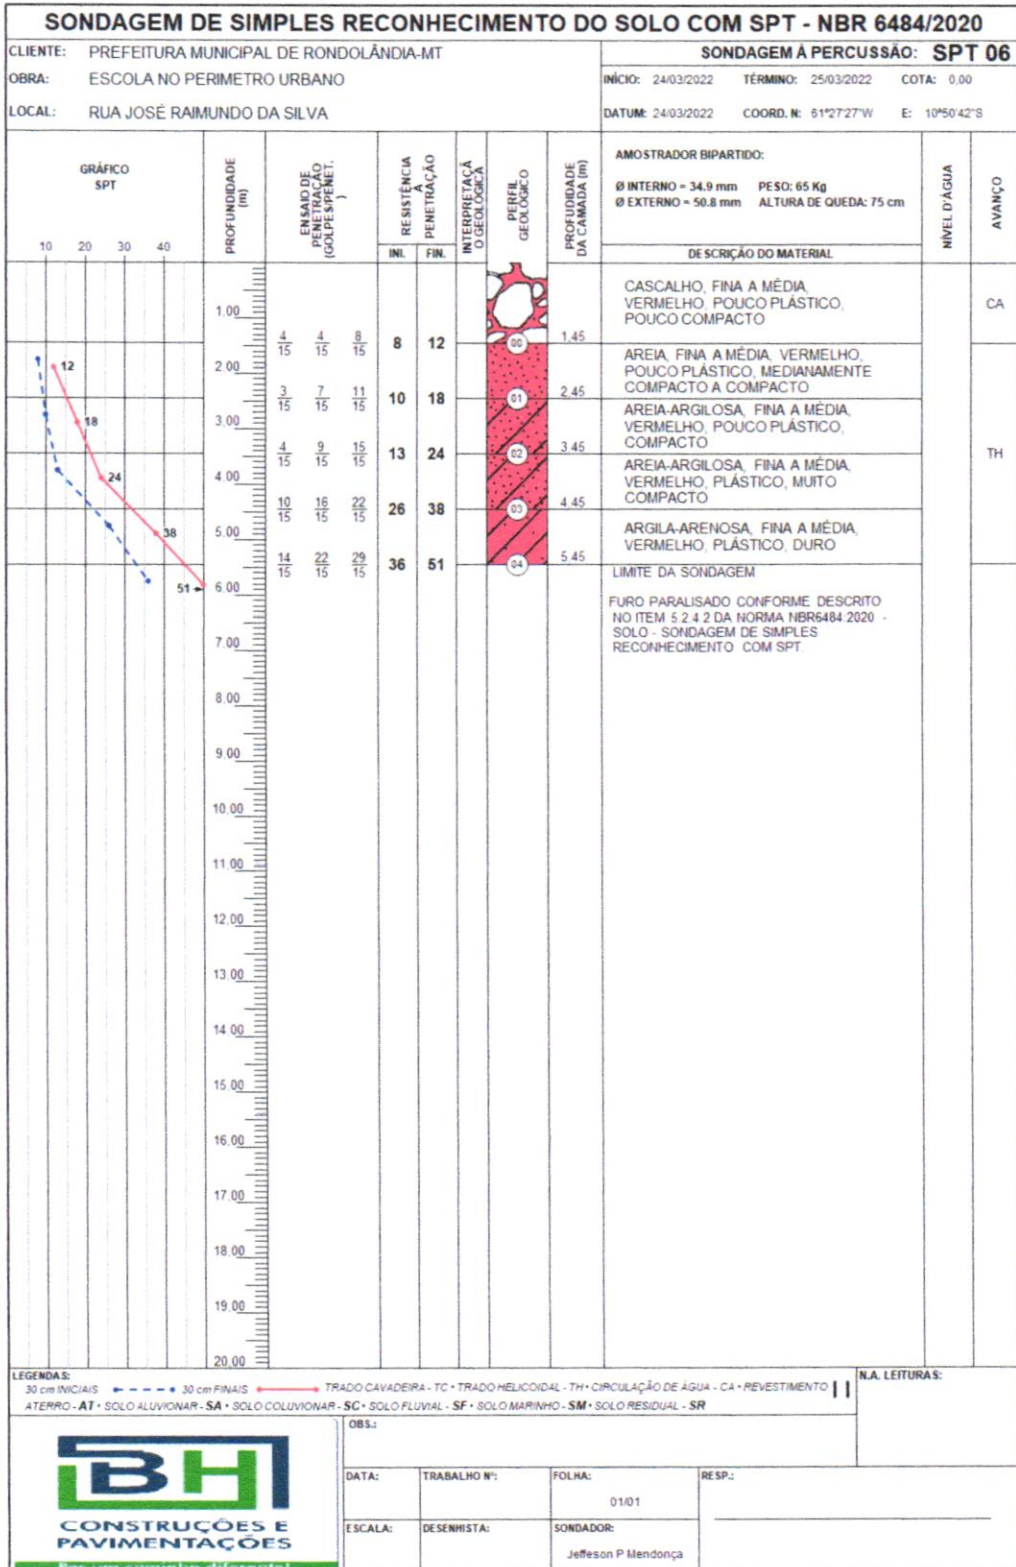 SONDAGEM DE SIMPLES RECONHECIMENTO DO SOLO COM SPT - NBR 6484/2020
CLIENTE: PREFEITURA MUNICIPAL DE RONDOLÂNDIA-MT
SONDAGEM À PERCUSSÃO: SPT 06
OBRA: ESCOLA NO PERIMETRO URBANO
INÍCIO: 24/03/2022 TÉRMINO: 25/03/2022 COTA: 0,00
LOCAL: RUA JOSÉ RAIMUNDO DA SILVA
DATUM: 24/03/2022 COORD. N: 61°27'27"W E: 10°50'42"S
GRÁFICO
SPT
10 20 30 40
PROFUNDIDADE
(m)
ENSAIO DE
PENETRAÇÃO
(GOLPES/PENET.
)
RESISTÊNCIA
À
PENETRAÇÃO
INI. FIN.
INTERPRETAÇÃ
O GEOLÓGICA
PERFIL
GEOLÓGICO
PROFUDIDADE
DA CAMADA (m)
AMOSTRADOR BIPARTIDO:
Ø INTERNO = 34.9 mm PESO: 65 Kg
Ø EXTERNO = 50.8 mm ALTURA DE QUEDA: 75 cm
DESCRIÇÃO DO MATERIAL
NÍVEL D'ÁGUA
AVANÇO
CASCALHO, FINA A MÉDIA,
VERMELHO, POUCO PLÁSTICO,
POUCO COMPACTO
CA
1,00
4/15 4/15 8/15 8 12 00 1,45
AREIA, FINA A MÉDIA, VERMELHO,
POUCO PLÁSTICO, MEDIANAMENTE
COMPACTO A COMPACTO
12
2,00
3/15 7/15 11/15 10 18 01 2,45
AREIA-ARGILOSA, FINA A MÉDIA,
VERMELHO, POUCO PLÁSTICO,
COMPACTO
18
3,00
4/15 9/15 15/15 13 24 02 3,45
TH
AREIA-ARGILOSA, FINA A MÉDIA,
VERMELHO, PLÁSTICO, MUITO
COMPACTO
24
4,00
10/15 16/15 22/15 26 38 03 4,45
ARGILA-ARENOSA, FINA A MÉDIA,
VERMELHO, PLÁSTICO, DURO
38
5,00
14/15 22/15 29/15 36 51 04 5,45
LIMITE DA SONDAGEM
51
6,00
FURO PARALISADO CONFORME DESCRITO
NO ITEM 5.2.4.2 DA NORMA NBR6484:2020 -
SOLO - SONDAGEM DE SIMPLES
RECONHECIMENTO COM SPT.
7,00
8,00
9,00
10,00
11,00
12,00
13,00
14,00
15,00
16,00
17,00
18,00
19,00
20,00
LEGENDAS:
30 cm INICIAIS 30 cm FINAIS TRADO CAVADEIRA - TC • TRADO HELICOIDAL - TH • CIRCULAÇÃO DE ÁGUA - CA • REVESTIMENTO
ATERRO - AT • SOLO ALUVIONAR - SA • SOLO COLUVIONAR - SC • SOLO FLUVIAL - SF • SOLO MARINHO - SM • SOLO RESIDUAL - SR
N.A. LEITURAS:
OBS.:
BH
CONSTRUÇÕES E
PAVIMENTAÇÕES
DATA: TRABALHO Nº: FOLHA: RESP.:
01/01
ESCALA: DESENHISTA: SONDADOR:
Jeffeson P Mendonça